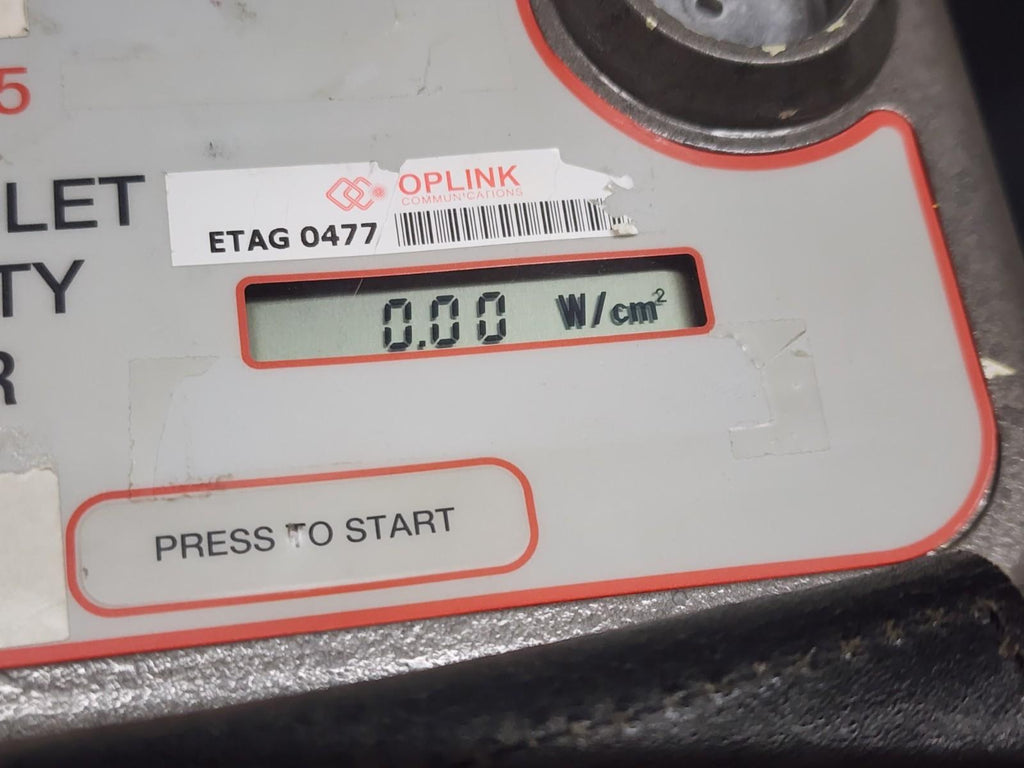 5
LET
TY
R
OPLINK
COMMUNICATIONS
ETAG 0477
0.00 W/cm²
PRESS TO START